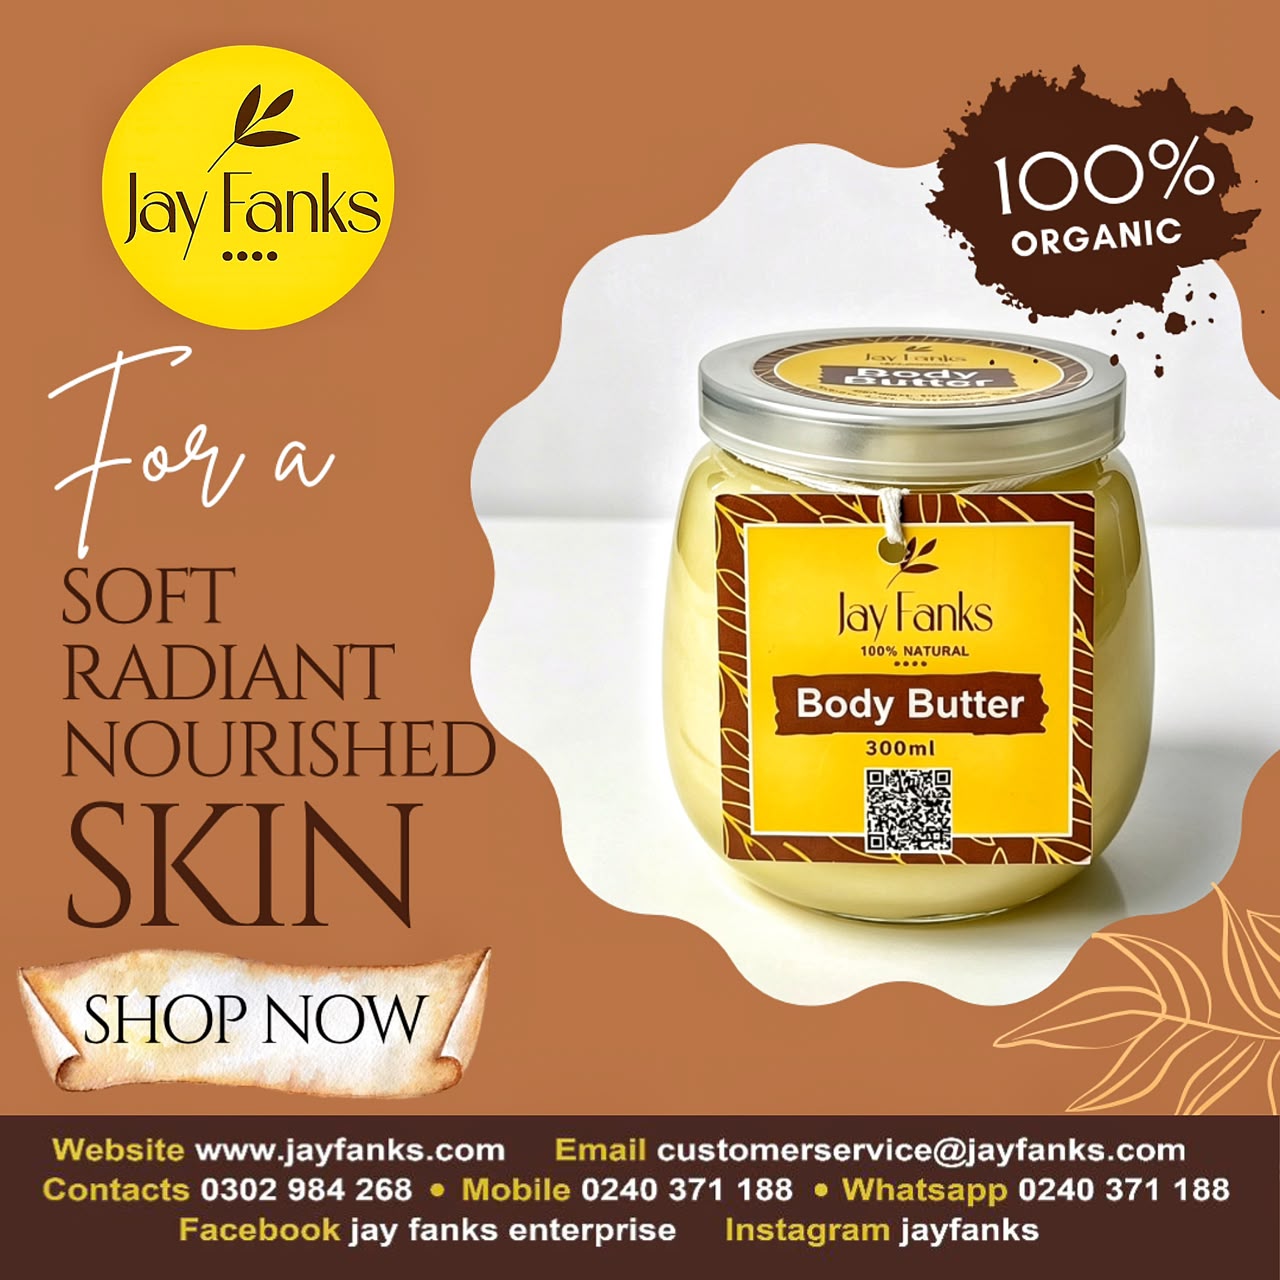 Jay Fanks
100%
ORGANIC
For a
SOFT
RADIANT
NOURISHED
SKIN
SHOP NOW
Jay Fanks
Body
Butter
Jay Fanks
100% NATURAL
Body Butter
300ml
Website www.jayfanks.com Email customerservice@jayfanks.com
Contacts 0302 984 268 • Mobile 0240 371 188 • Whatsapp 0240 371 188
Facebook jay fanks enterprise Instagram jayfanks